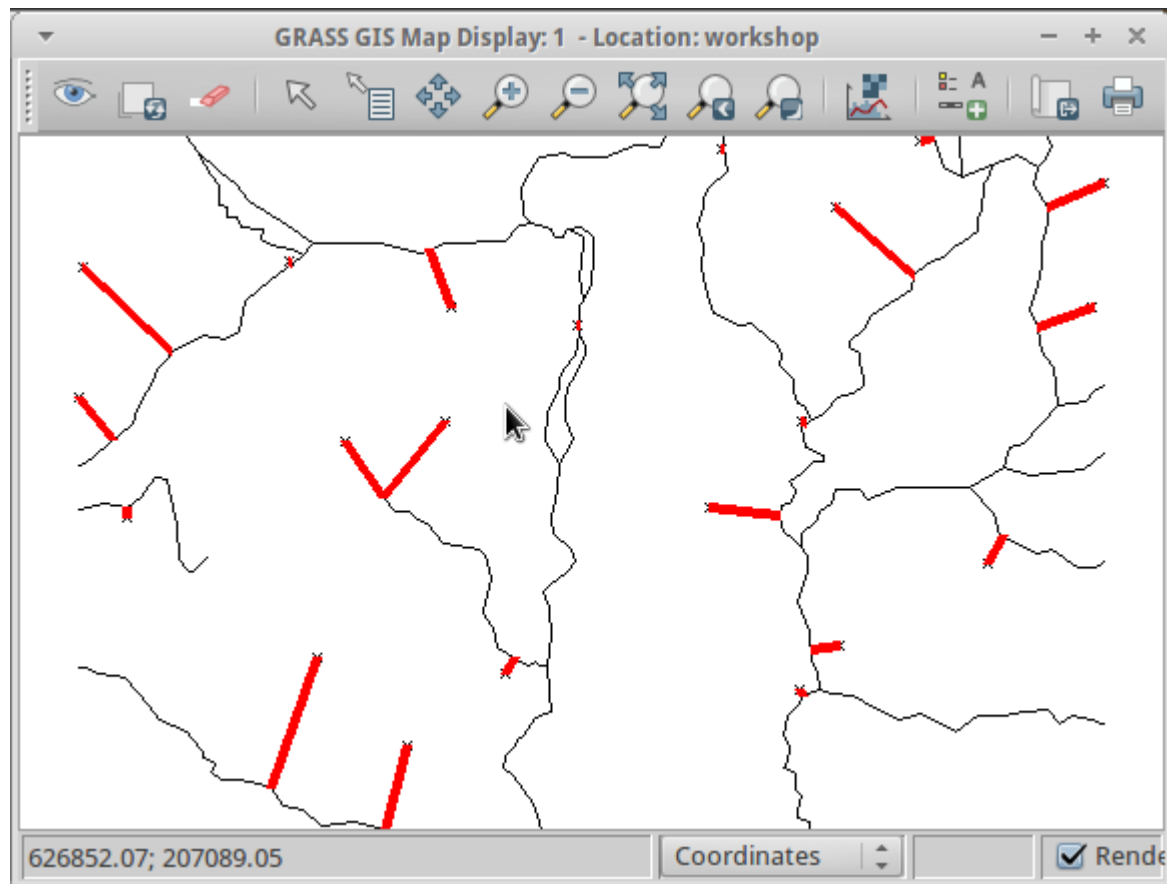 GRASS GIS Map Display: 1 - Location: workshop
A
626852.07; 207089.05
Coordinates
Rende